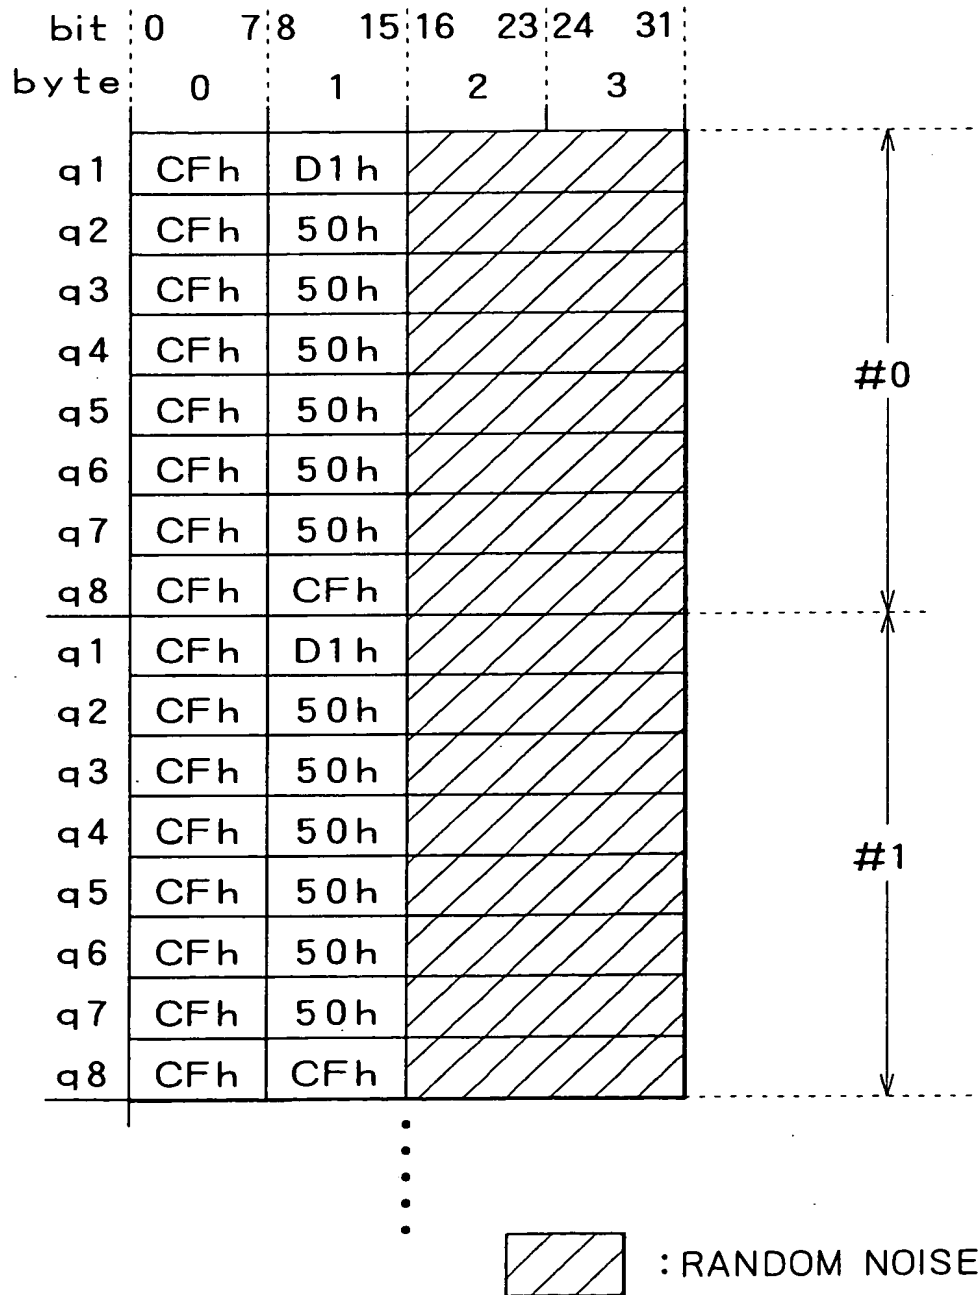 bit 0 7 8 15 16 23 24 31
byte 0 1 2 3
q1 CFh D1h
q2 CFh 50h
q3 CFh 50h
q4 CFh 50h
#0
q5 CFh 50h
q6 CFh 50h
q7 CFh 50h
q8 CFh CFh
q1 CFh D1h
q2 CFh 50h
q3 CFh 50h
q4 CFh 50h
#1
q5 CFh 50h
q6 CFh 50h
q7 CFh 50h
q8 CFh CFh
: RANDOM NOISE